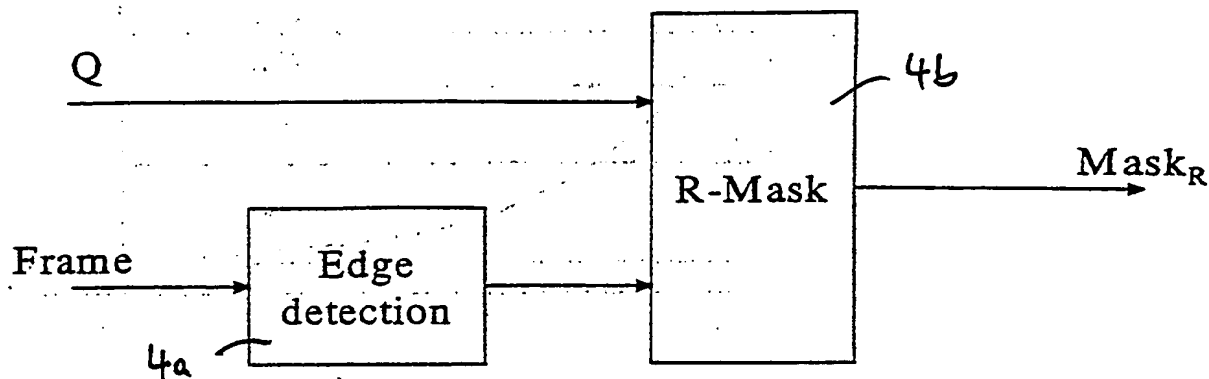 Q
4b
R-Mask
Mask_R
Frame
Edge
detection
4a